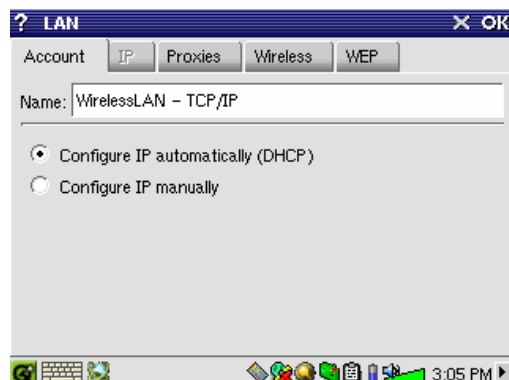 ? LAN X OK
Account IP Proxies Wireless WEP
Name: WirelessLAN – TCP/IP
Configure IP automatically (DHCP)
Configure IP manually
3:05 PM